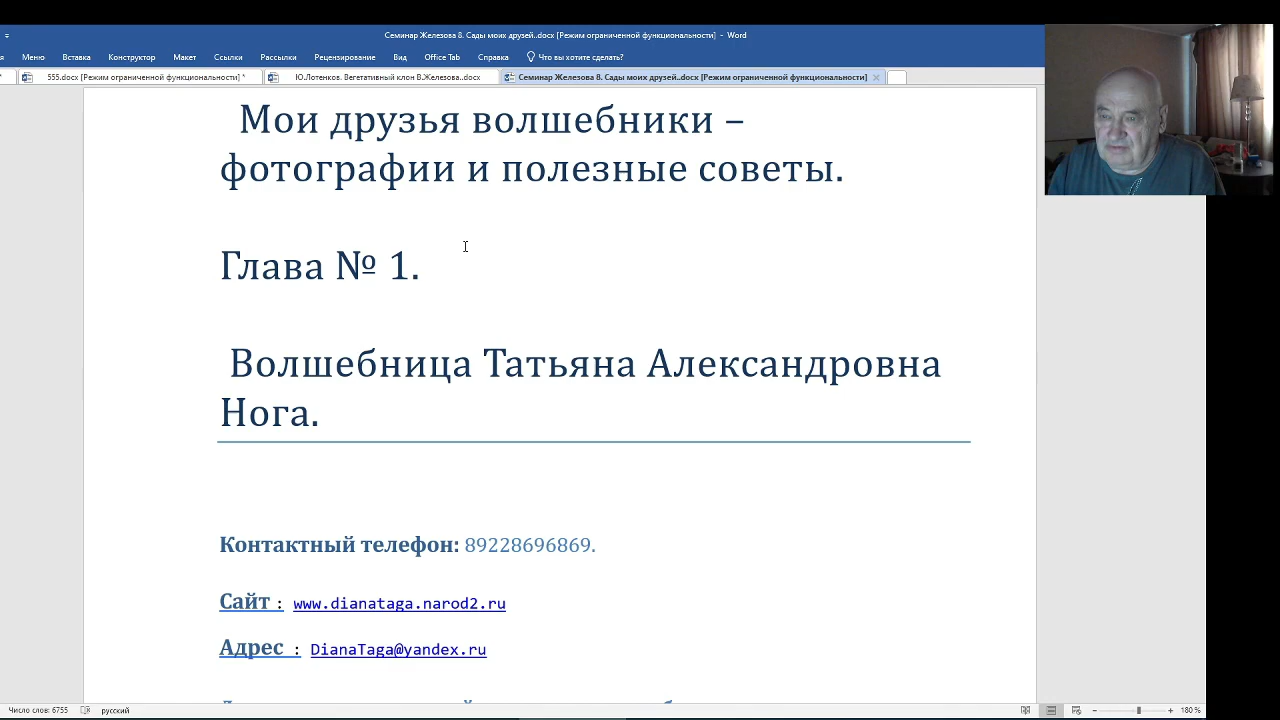 Семинар Железова 8. Сады моих друзей..docx [Режим ограниченной функциональности] - Word
Меню Вставка Конструктор Макет Ссылки Рассылки Рецензирование Вид Office Tab Справка Что вы хотите сделать?
555.docx [Режим ограниченной функциональности] * Ю.Лотенков. Вегетативный клон В.Железова..docx Семинар Железова 8. Сады моих друзей..docx [Режим ограниченной функциональности]
Мои друзья волшебники –
фотографии и полезные советы.
Глава № 1.
Волшебница Татьяна Александровна
Нога.
Контактный телефон: 89228696869.
Сайт : www.dianataga.narod2.ru
Адрес : DianaTaga@yandex.ru
Число слов: 6755 русский 180 %